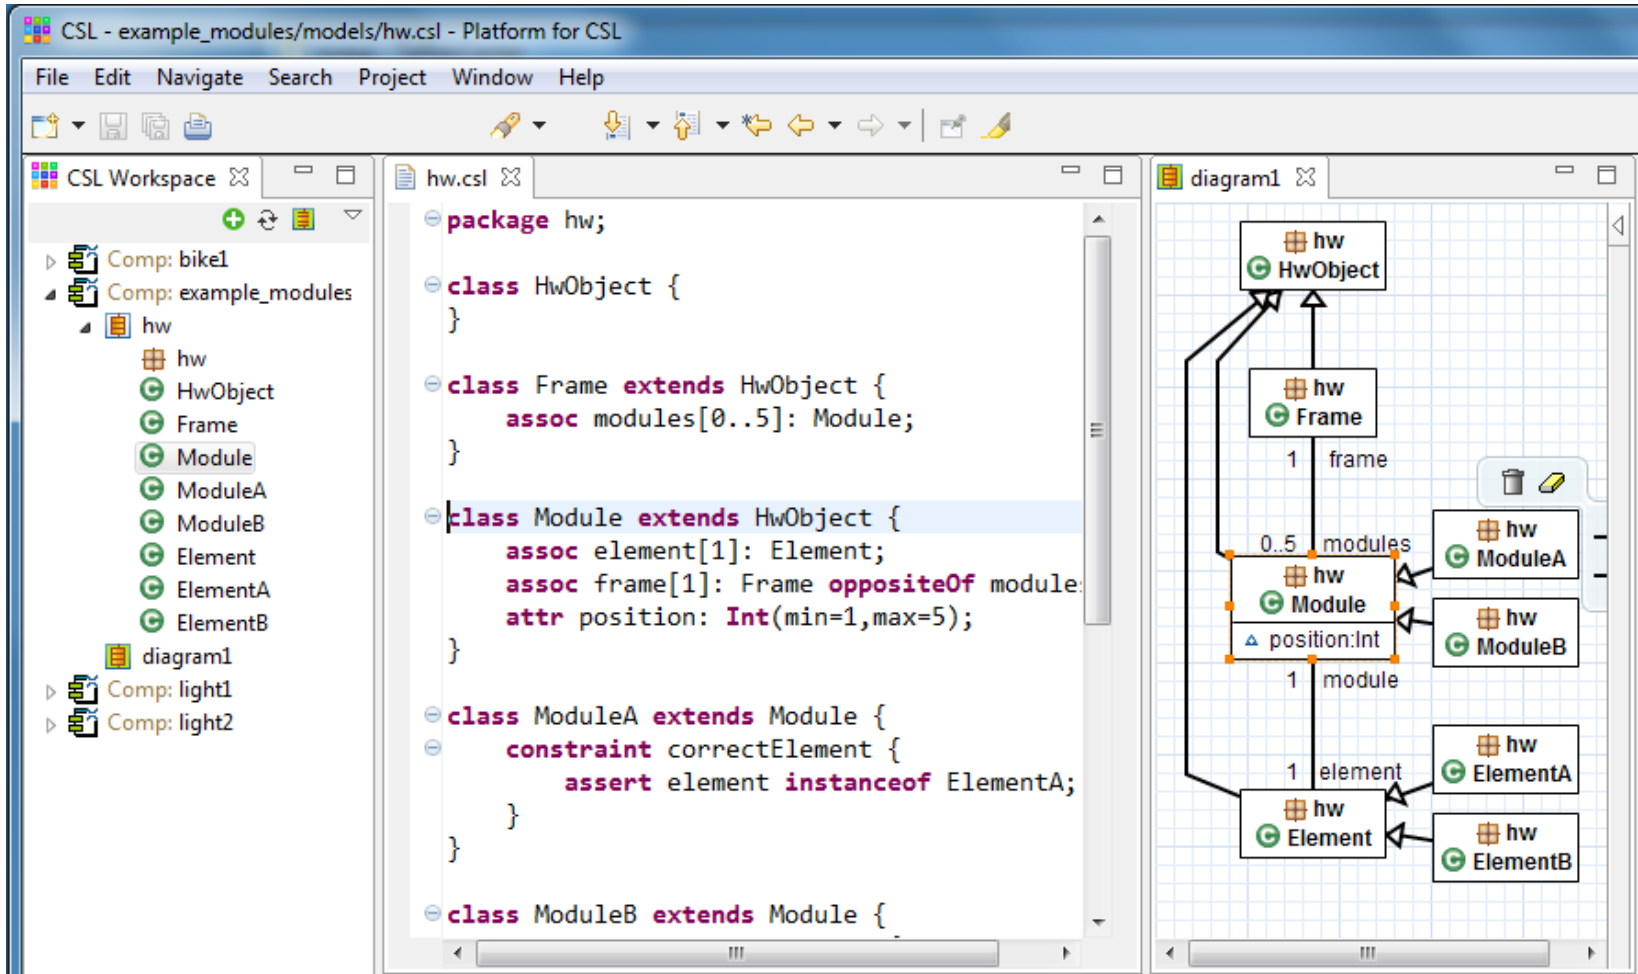 CSL - example_modules/models/hw.csl - Platform for CSL
File Edit Navigate Search Project Window Help
CSL Workspace
Comp: bike1
Comp: example_modules
hw
hw
HwObject
Frame
Module
ModuleA
ModuleB
Element
ElementA
ElementB
diagram1
Comp: light1
Comp: light2
hw.csl
package hw;
class HwObject {
}
class Frame extends HwObject {
assoc modules[0..5]: Module;
}
class Module extends HwObject {
assoc element[1]: Element;
assoc frame[1]: Frame oppositeOf module
attr position: Int(min=1,max=5);
}
class ModuleA extends Module {
constraint correctElement {
assert element instanceof ElementA;
}
}
class ModuleB extends Module {
diagram1
hw
HwObject
hw
Frame
1 frame
0..5 modules
hw
ModuleA
hw
Module
position:Int
hw
ModuleB
1 module
hw
ElementA
1 element
hw
Element
hw
ElementB